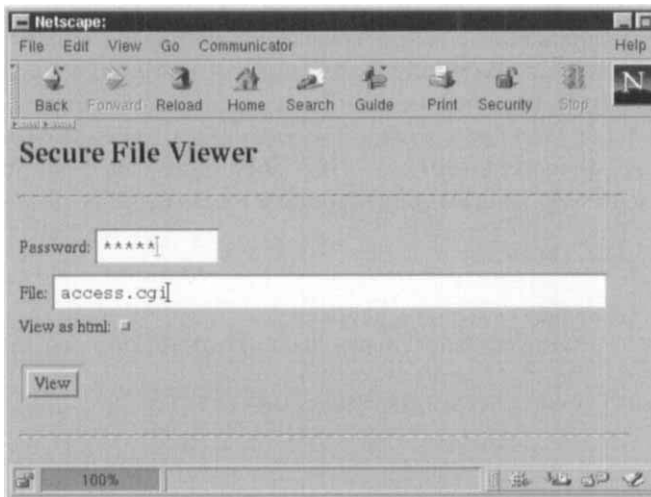 Netscape:
File Edit View Go Communicator Help
Back Forward Reload Home Search Guide Print Security Stop
N
Secure File Viewer
Password: *****
File: access.cgi
View as html:
View
100%